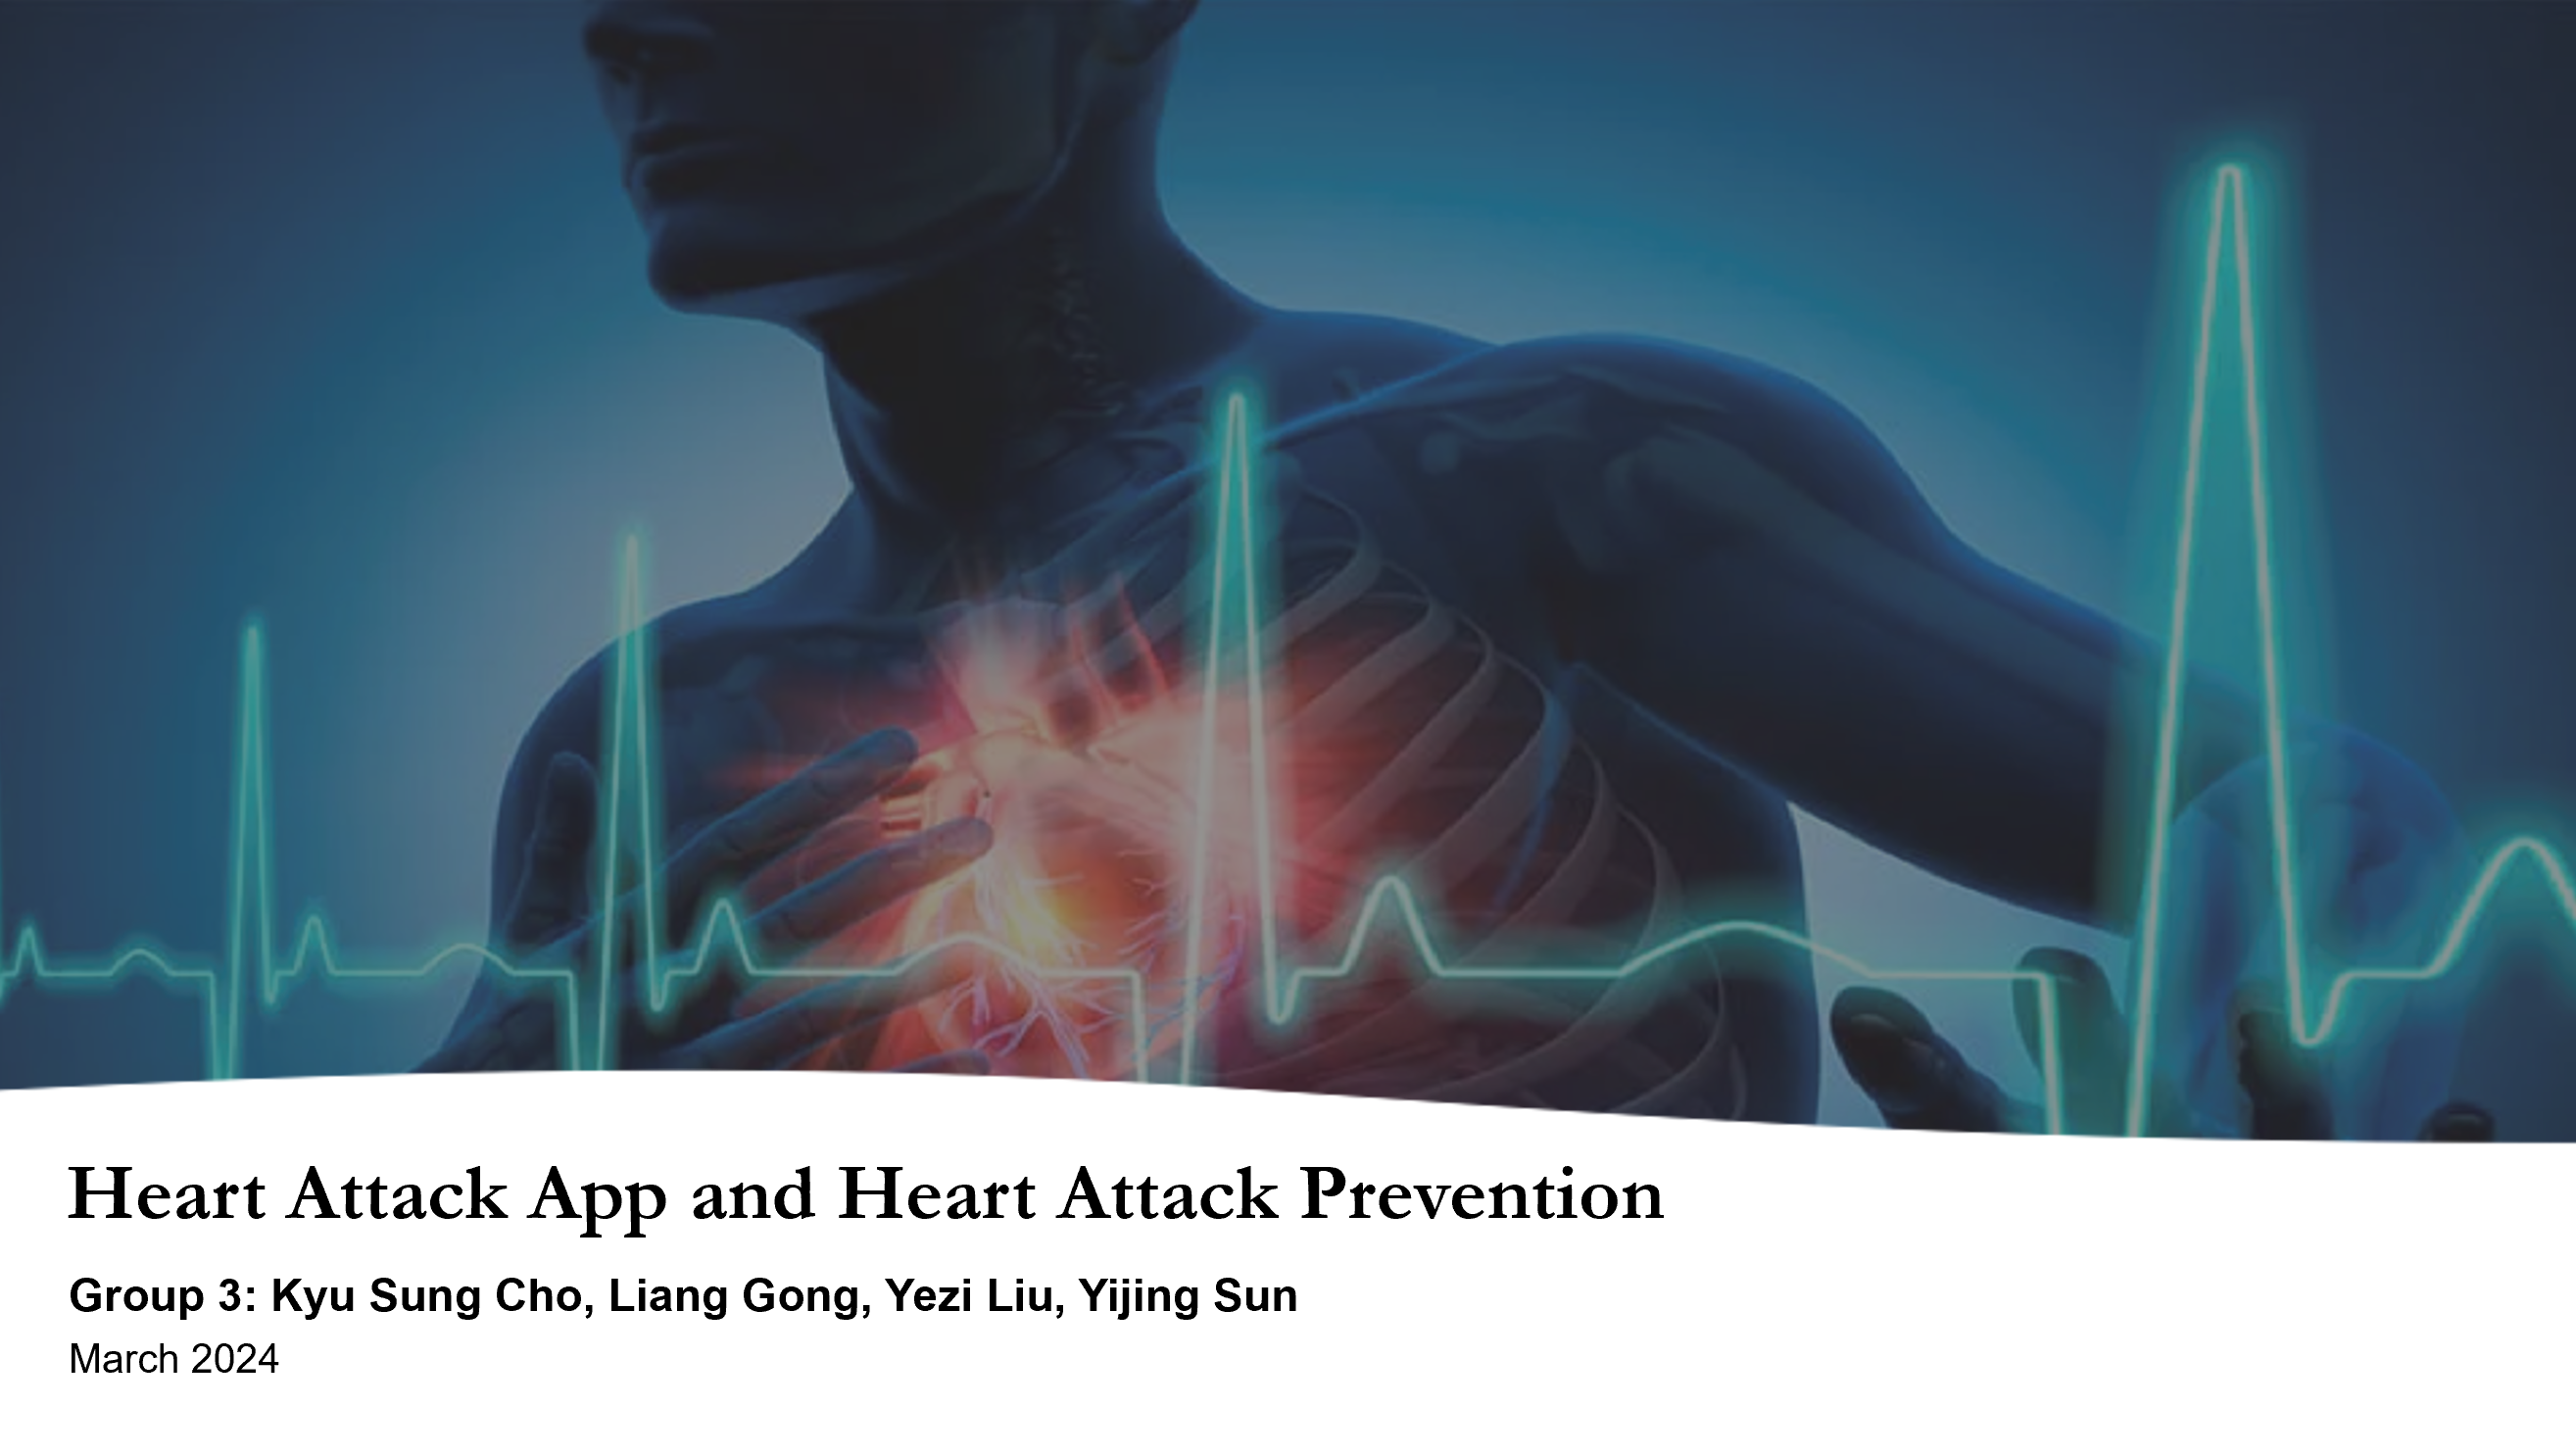 Heart Attack App and Heart Attack Prevention
Group 3: Kyu Sung Cho, Liang Gong, Yezi Liu, Yijing Sun
March 2024